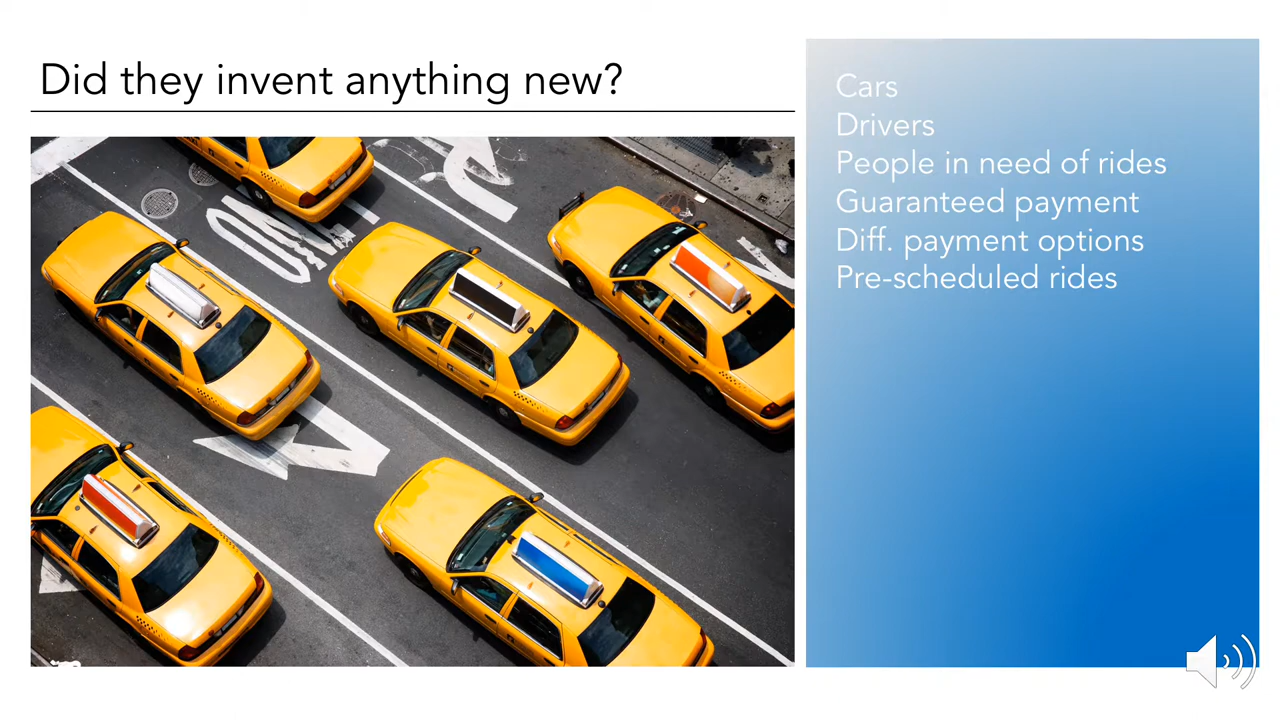 Did they invent anything new?
Cars
Drivers
People in need of rides
Guaranteed payment
Diff. payment options
Pre-scheduled rides